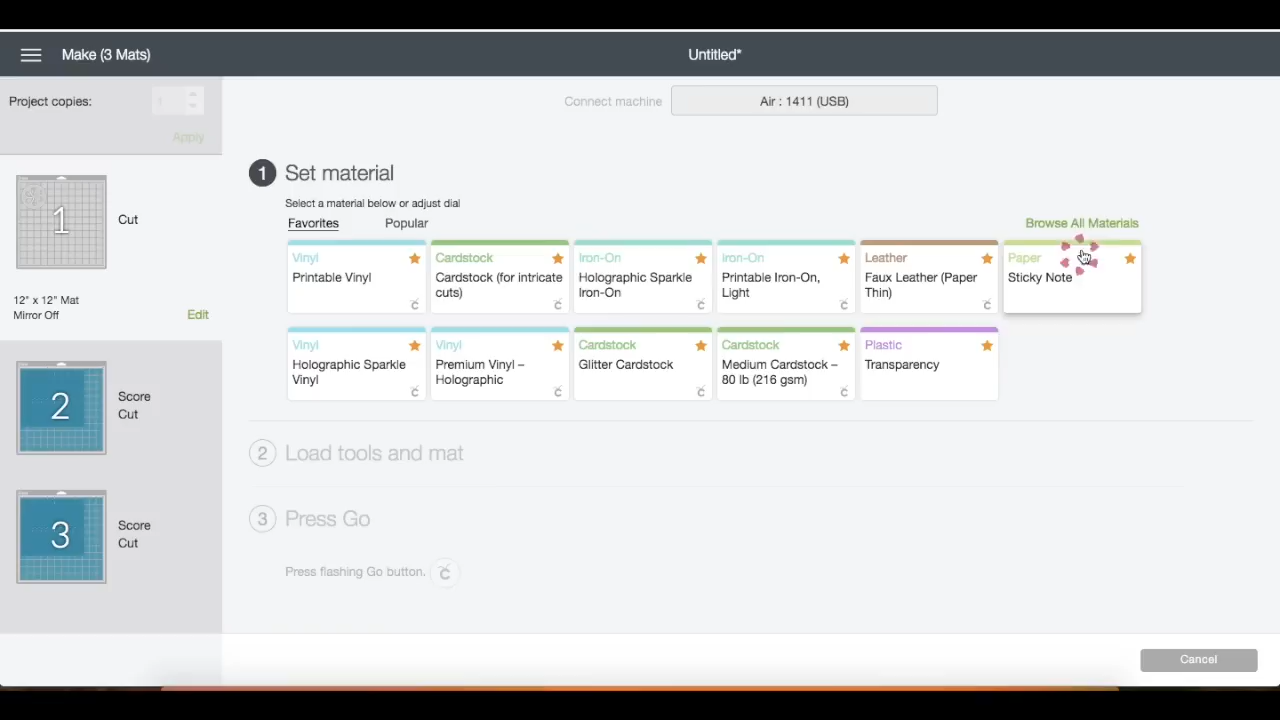 Make (3 Mats)
Untitled*
Project copies:
1
Apply
Connect machine
Air : 1411 (USB)
1
Cut
12" x 12" Mat
Mirror Off
Edit
2
Score
Cut
3
Score
Cut
1 Set material
Select a material below or adjust dial
Favorites
Popular
Browse All Materials
Vinyl
Printable Vinyl
Cardstock
Cardstock (for intricate
cuts)
Iron-On
Holographic Sparkle
Iron-On
Iron-On
Printable Iron-On,
Light
Leather
Faux Leather (Paper
Thin)
Paper
Sticky Note
Vinyl
Holographic Sparkle
Vinyl
Vinyl
Premium Vinyl –
Holographic
Cardstock
Glitter Cardstock
Cardstock
Medium Cardstock –
80 lb (216 gsm)
Plastic
Transparency
2 Load tools and mat
3 Press Go
Press flashing Go button.
Cancel